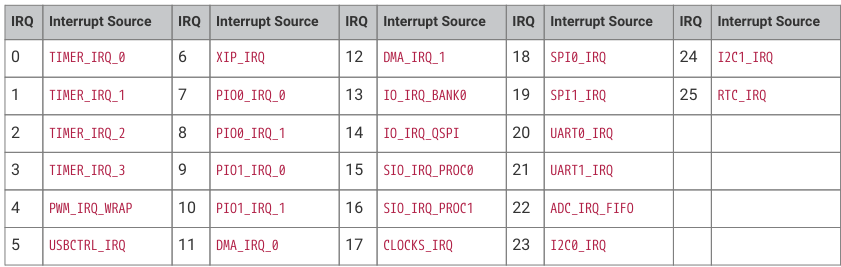 IRQ Interrupt Source IRQ Interrupt Source IRQ Interrupt Source IRQ Interrupt Source IRQ Interrupt Source
0 TIMER_IRQ_0 6 XIP_IRQ 12 DMA_IRQ_1 18 SPI0_IRQ 24 I2C1_IRQ
1 TIMER_IRQ_1 7 PIO0_IRQ_0 13 IO_IRQ_BANK0 19 SPI1_IRQ 25 RTC_IRQ
2 TIMER_IRQ_2 8 PIO0_IRQ_1 14 IO_IRQ_QSPI 20 UART0_IRQ
3 TIMER_IRQ_3 9 PIO1_IRQ_0 15 SIO_IRQ_PROC0 21 UART1_IRQ
4 PWM_IRQ_WRAP 10 PIO1_IRQ_1 16 SIO_IRQ_PROC1 22 ADC_IRQ_FIFO
5 USBCTRL_IRQ 11 DMA_IRQ_0 17 CLOCKS_IRQ 23 I2C0_IRQ